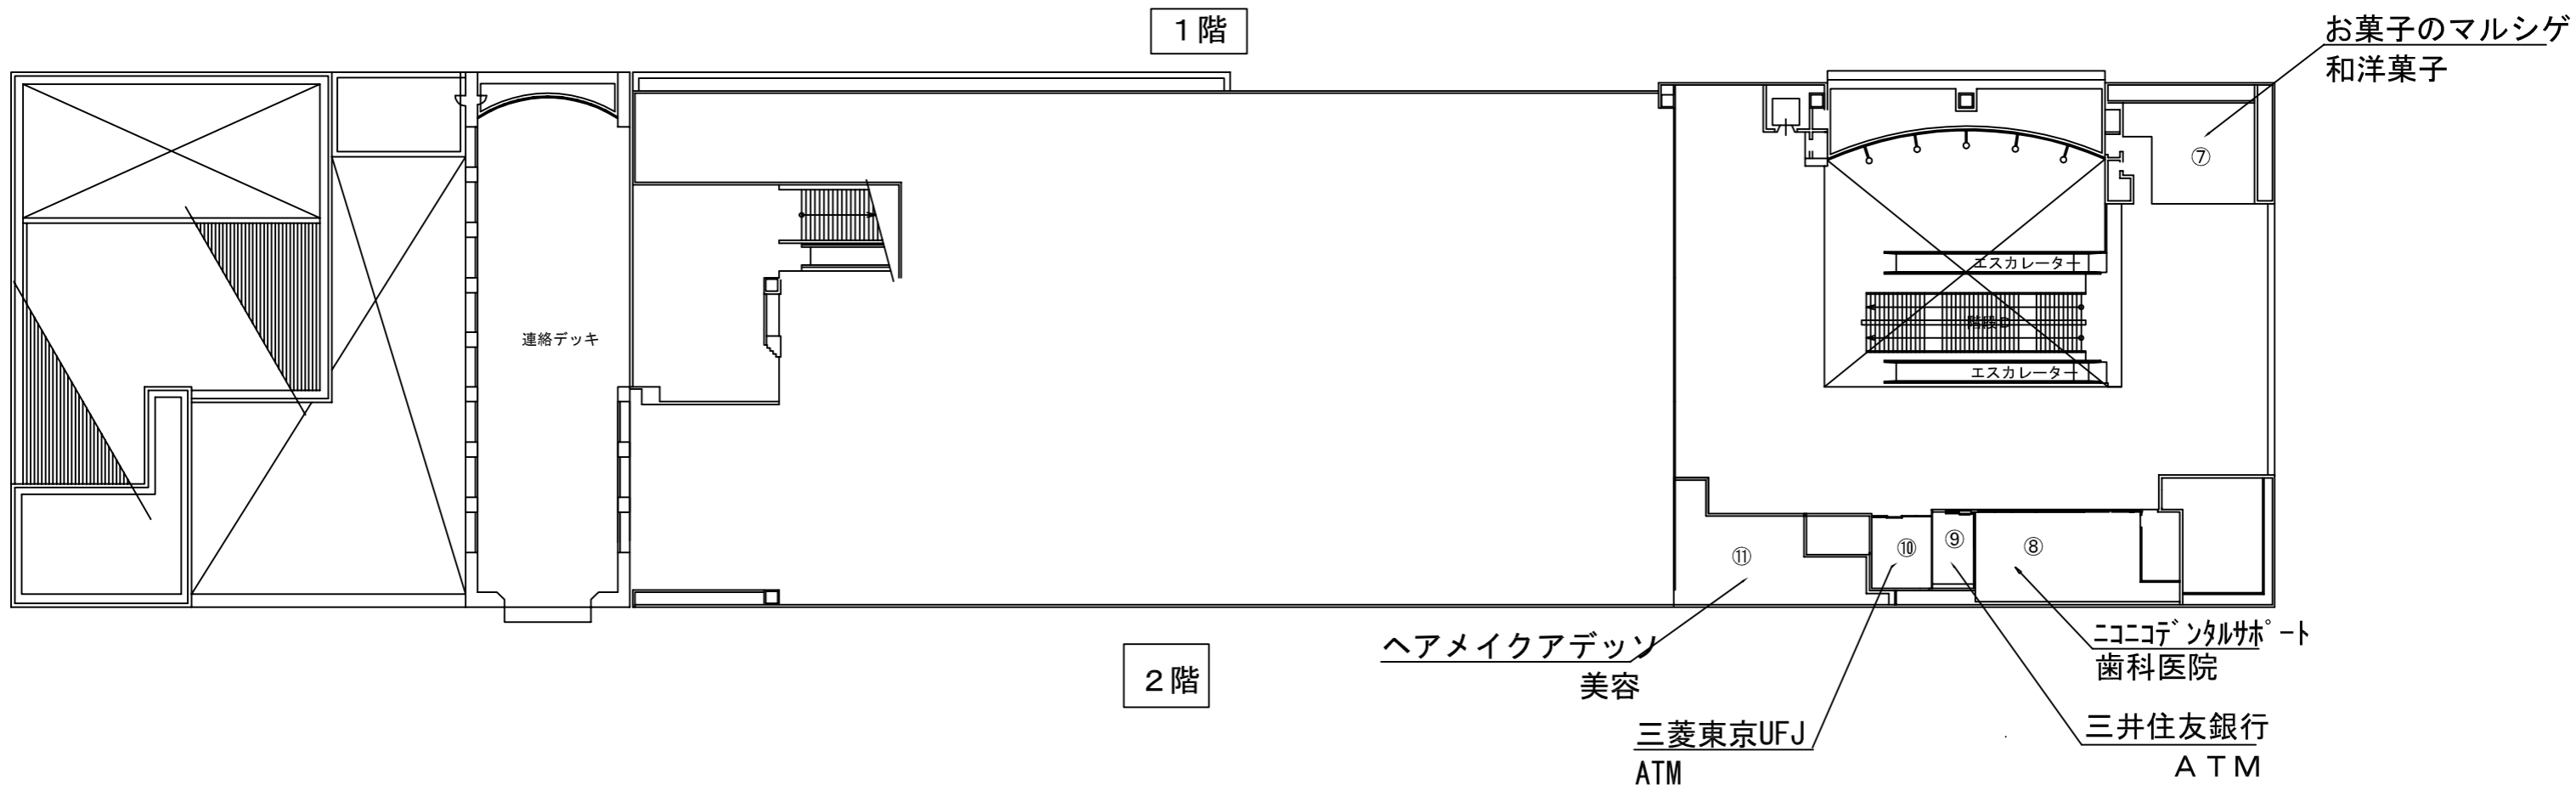 1階
お菓子のマルシゲ
和洋菓子
⑦
エスカレーター
連絡デッキ
階段D
エスカレーター
⑪
⑩
⑨
⑧
ヘアメイクアデッソ
美容
ﾆｺﾆｺﾃﾞﾝﾀﾙｻﾎﾟｰﾄ
歯科医院
2階
三菱東京UFJ
ATM
三井住友銀行
ATM